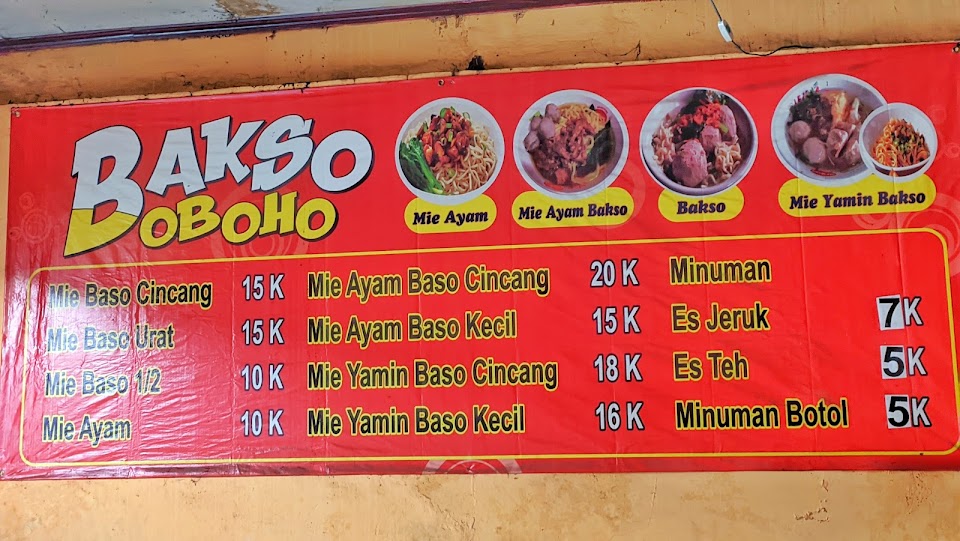 BAKSO
BOBOHO
Mie Ayam
Mie Ayam Bakso
Bakso
Mie Yamin Bakso
Mie Baso Cincang 15 K
Mie Baso Urat 15 K
Mie Baso 1/2 10 K
Mie Ayam 10 K
Mie Ayam Baso Cincang 20 K
Mie Ayam Baso Kecil 15 K
Mie Yamin Baso Cincang 18 K
Mie Yamin Baso Kecil 16 K
Minuman
Es Jeruk 7K
Es Teh 5K
Minuman Botol 5K